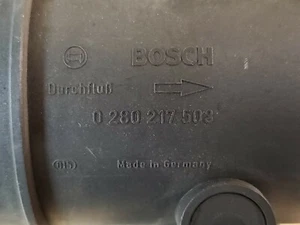 BOSCH
Durchfluß
0 280 217 503
Made in Germany